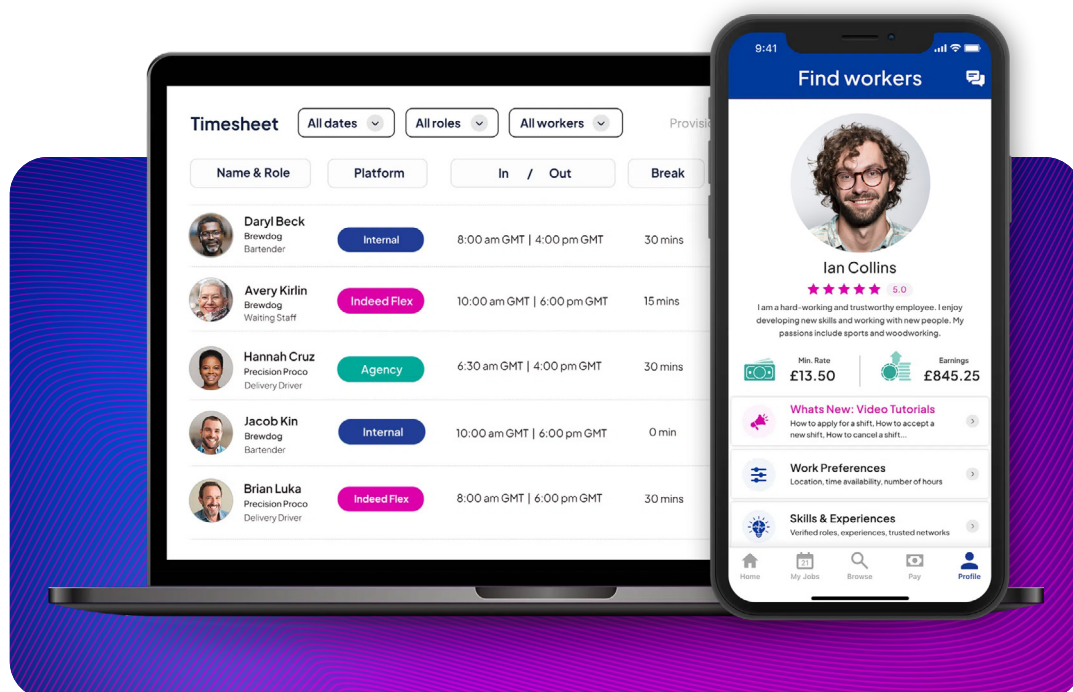 Timesheet
All dates
All roles
All workers
Name & Role
Platform
In / Out
Break
Daryl Beck
Brewdog
Bartender
Internal
8:00 am GMT | 4:00 pm GMT
30 mins
Avery Kirlin
Brewdog
Waiting Staff
Indeed Flex
10:00 am GMT | 6:00 pm GMT
15 mins
Hannah Cruz
Precision Proco
Delivery Driver
Agency
6:30 am GMT | 4:00 pm GMT
30 mins
Jacob Kin
Brewdog
Bartender
Internal
10:00 am GMT | 6:00 pm GMT
0 min
Brian Luka
Precision Proco
Delivery Driver
Indeed Flex
8:00 am GMT | 6:00 pm GMT
30 mins
9:41
Find workers
Ian Collins
5.0
I am a hard-working and trustworthy employee. I enjoy
developing new skills and working with new people. My
passions include sports and woodworking.
Min. Rate
£13.50
Earnings
£845.25
Whats New: Video Tutorials
How to apply for a shift, How to accept a
new shift, How to cancel a shift...
Work Preferences
Location, time availability, number of hours
Skills & Experiences
Verified roles, experiences, trusted networks
21
Home
My Jobs
Browse
Pay
Profile